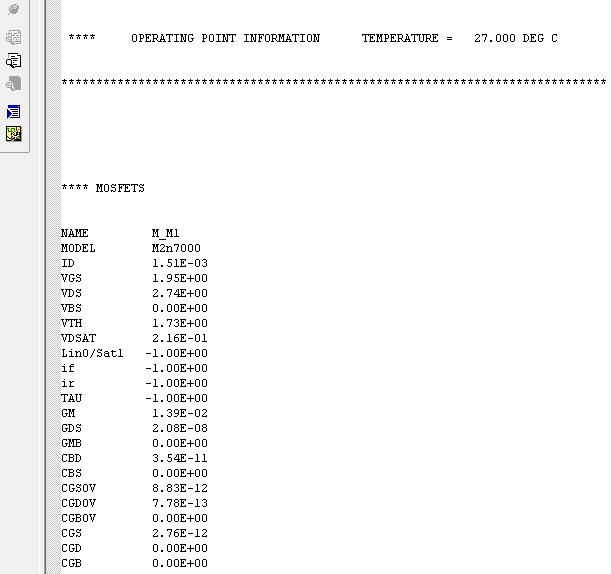 **** OPERATING POINT INFORMATION TEMPERATURE = 27.000 DEG C
******************************************************************************
**** MOSFETS
NAME M_M1
MODEL M2n7000
ID 1.51E-03
VGS 1.95E+00
VDS 2.74E+00
VBS 0.00E+00
VTH 1.73E+00
VDSAT 2.16E-01
Lin0/Sat1 -1.00E+00
if -1.00E+00
ir -1.00E+00
TAU -1.00E+00
GM 1.39E-02
GDS 2.08E-08
GMB 0.00E+00
CBD 3.54E-11
CBS 0.00E+00
CGSOV 8.83E-12
CGDOV 7.78E-13
CGBOV 0.00E+00
CGS 2.76E-12
CGD 0.00E+00
CGB 0.00E+00